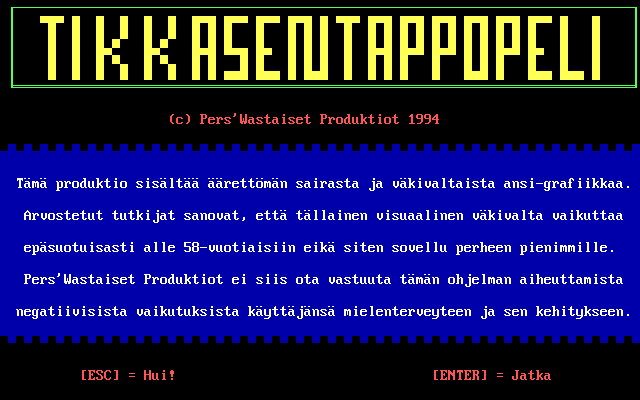 TIKKASENTAPPOPELI
(c) Pers'Wastaiset Produktiot 1994
Tämä produktio sisältää äärettömän sairasta ja väkivaltaista ansi-grafiikkaa.
Arvostetut tutkijat sanovat, että tällainen visuaalinen väkivalta vaikuttaa
epäsuotuisasti alle 58-vuotiaisiin eikä siten sovellu perheen pienimmille.
Pers'Wastaiset Produktiot ei siis ota vastuuta tämän ohjelman aiheuttamista
negatiivisista vaikutuksista käyttäjänsä mielenterveyteen ja sen kehitykseen.
[ESC] = Hui! [ENTER] = Jatka